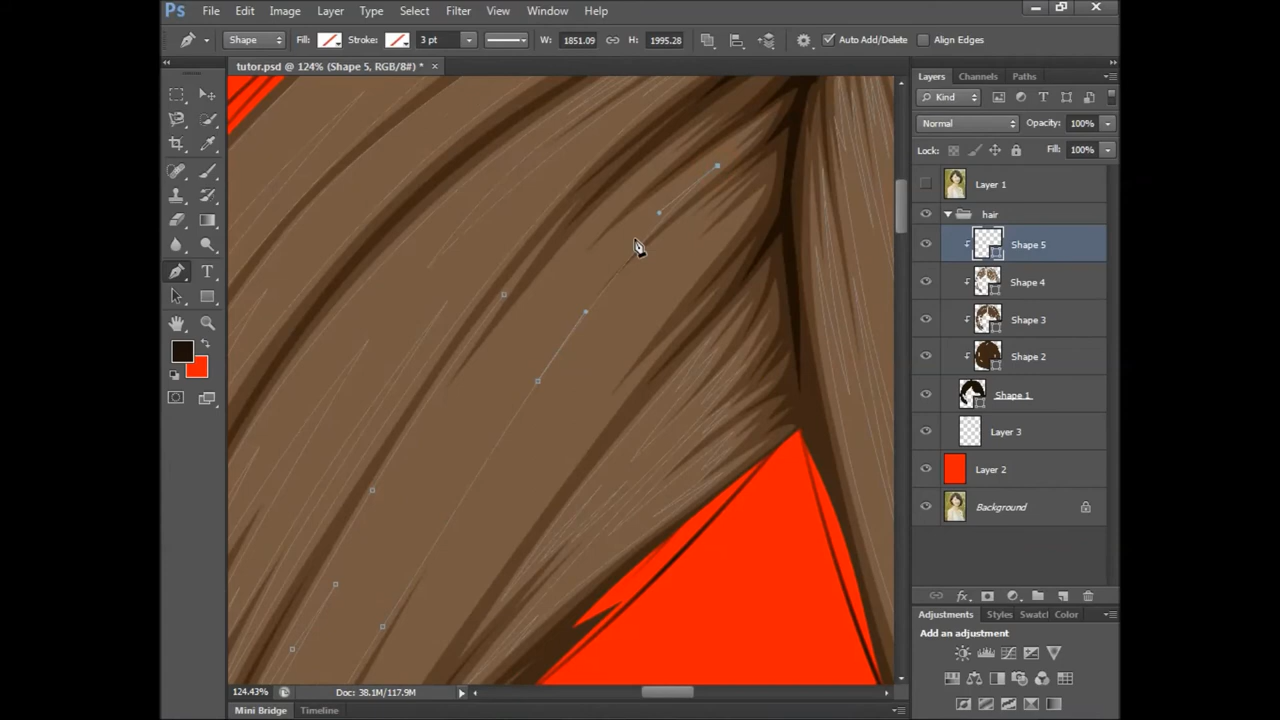 Ps File Edit Image Layer Type Select Filter View Window Help
Shape Fill: Stroke: 3 pt W: 1851.09 H: 1995.28 Auto Add/Delete Align Edges
tutor.psd @ 124% (Shape 5, RGB/8#) * ×
Layers Channels Paths
Kind
Normal Opacity: 100%
Lock: Fill: 100%
Layer 1
hair
Shape 5
Shape 4
Shape 3
Shape 2
Shape 1
Layer 3
Layer 2
Background
fx
Adjustments Styles Swatcl Color
Add an adjustment
124.43% Doc: 38.1M/117.9M
Mini Bridge Timeline